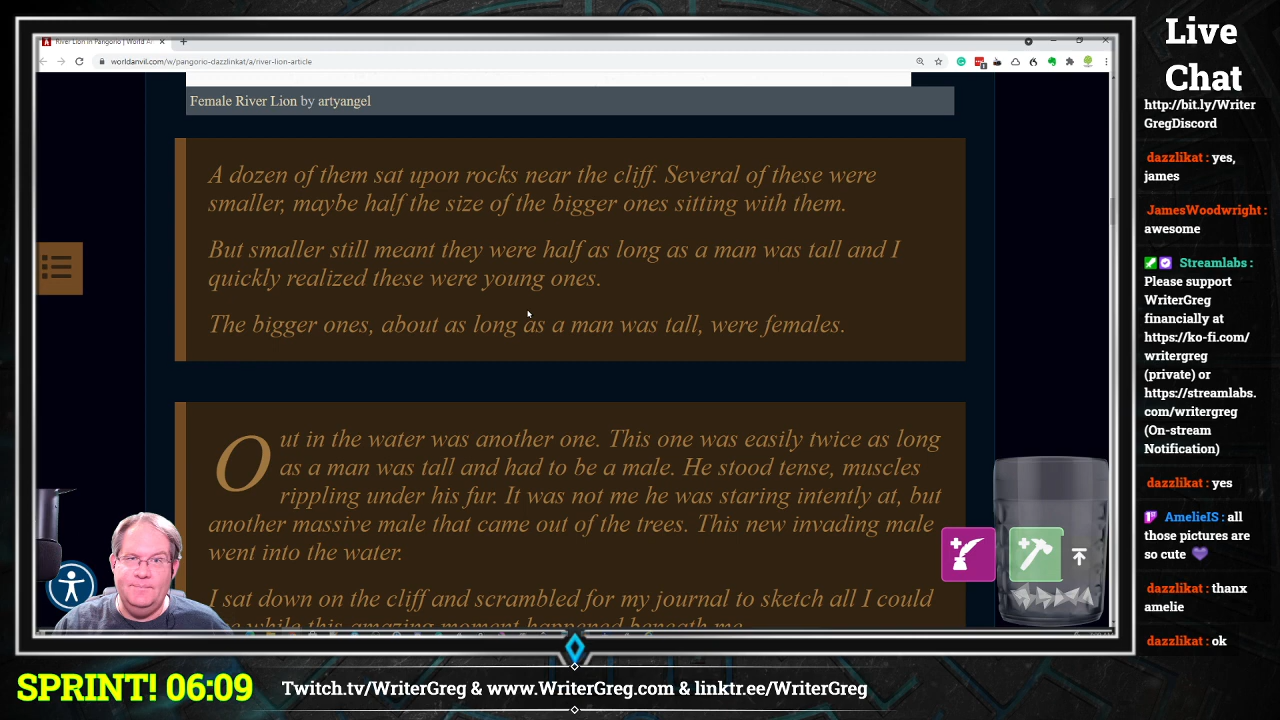 River Lion in Pangorio | World A
worldanvil.com/w/pangorio-dazzlinkat/a/river-lion-article
Female River Lion by artyangel
A dozen of them sat upon rocks near the cliff. Several of these were
smaller, maybe half the size of the bigger ones sitting with them.
But smaller still meant they were half as long as a man was tall and I
quickly realized these were young ones.
The bigger ones, about as long as a man was tall, were females.
Out in the water was another one. This one was easily twice as long
as a man was tall and had to be a male. He stood tense, muscles
rippling under his fur. It was not me he was staring intently at, but
another massive male that came out of the trees. This new invading male
went into the water.
I sat down on the cliff and scrambled for my journal to sketch all I could
see while this amazing moment happened beneath me.
Live
Chat
http://bit.ly/Writer
GregDiscord
dazzlikat : yes,
james
JamesWoodwright :
awesome
Streamlabs :
Please support
WriterGreg
financially at
https://ko-fi.com/
writergreg
(private) or
https://streamlabs.
com/writergreg
(On-stream
Notification)
dazzlikat : yes
AmelieIS : all
those pictures are
so cute 💜
dazzlikat : thanx
amelie
dazzlikat : ok
SPRINT! 06:09
Twitch.tv/WriterGreg & www.WriterGreg.com & linktr.ee/WriterGreg